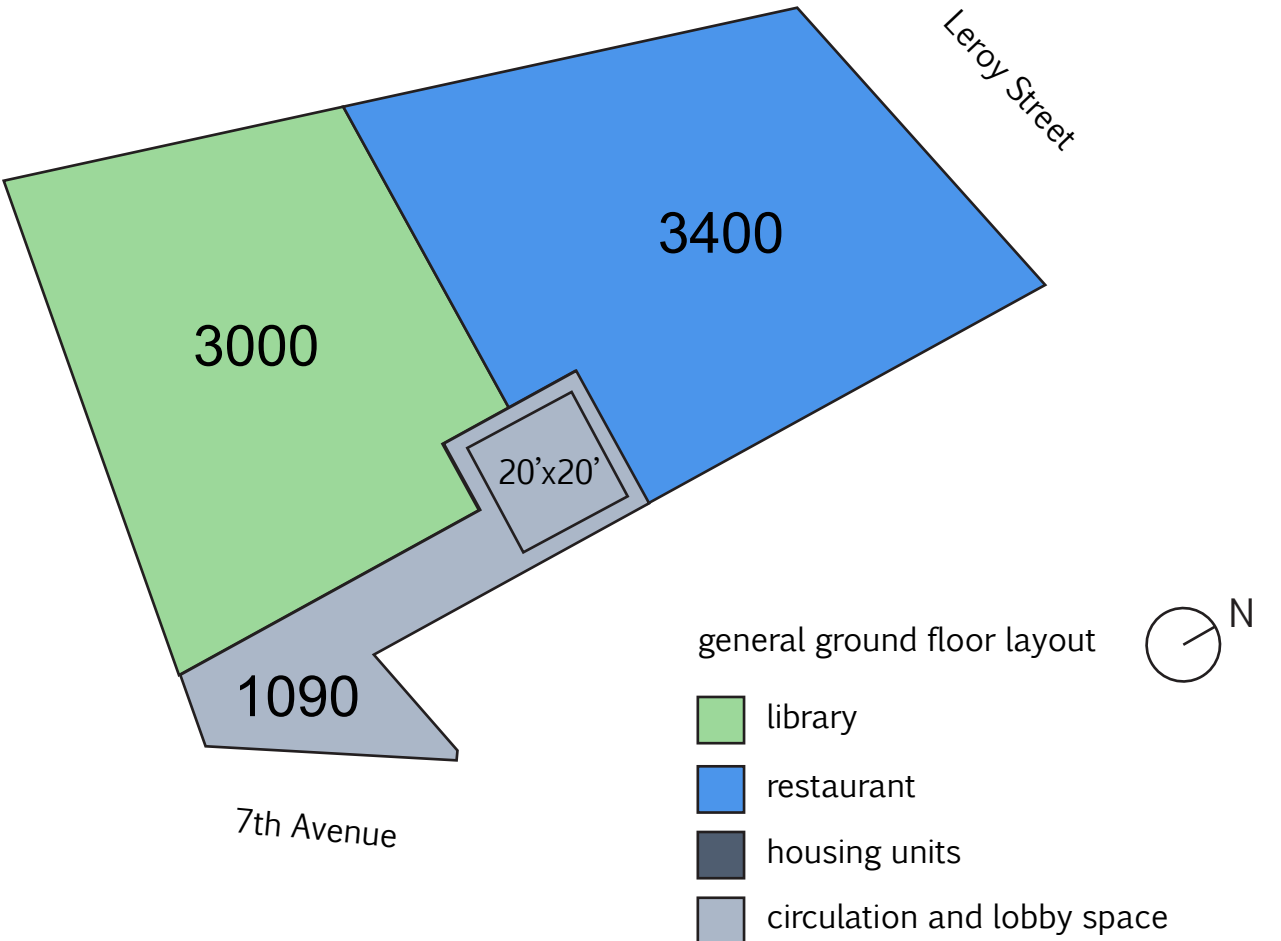 Leroy Street
3400
3000
20’x20’
N
general ground floor layout
1090
library
restaurant
7th Avenue
housing units
circulation and lobby space